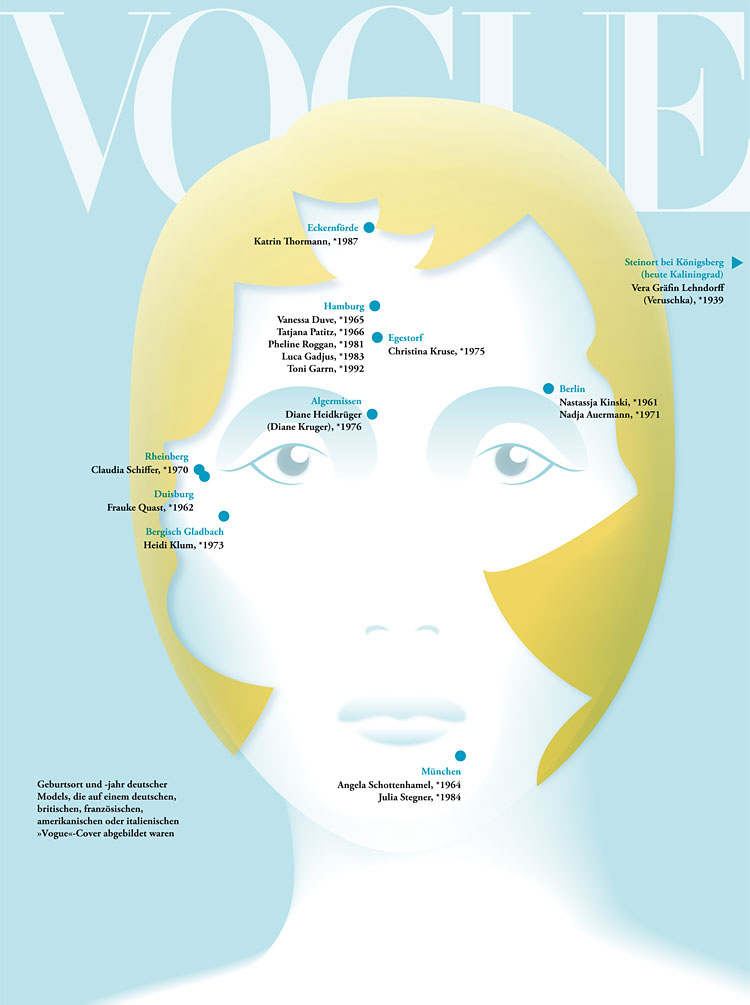 VOGUE
Eckernförde
Katrin Thormann, *1987
Steinort bei Königsberg
(heute Kaliningrad)
Vera Gräfin Lehndorff
(Veruschka), *1939
Hamburg
Vanessa Duve, *1965
Tatjana Patitz, *1966
Pheline Roggan, *1981
Luca Gadjus, *1983
Toni Garrn, *1992
Egestorf
Christina Kruse, *1975
Berlin
Nastassja Kinski, *1961
Nadja Auermann, *1971
Algermissen
Diane Heidkrüger
(Diane Kruger), *1976
Rheinberg
Claudia Schiffer, *1970
Duisburg
Frauke Quast, *1962
Bergisch Gladbach
Heidi Klum, *1973
München
Angela Schottenhamel, *1964
Julia Stegner, *1984
Geburtsort und -jahr deutscher
Models, die auf einem deutschen,
britischen, französischen,
amerikanischen oder italienischen
»Vogue«-Cover abgebildet waren